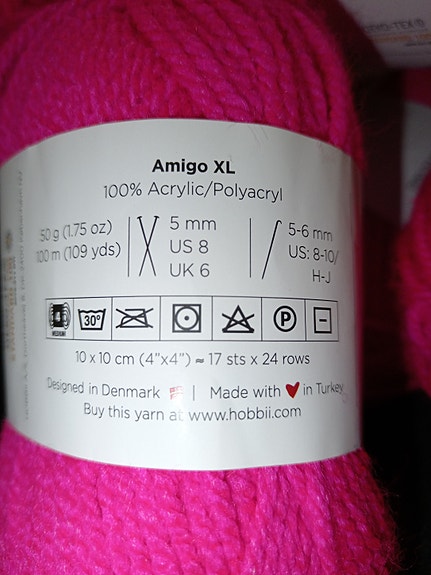 Amigo XL
100% Acrylic/Polyacryl
50 g (1.75 oz)
100 m (109 yds)
5 mm
US 8
UK 6
5-6 mm
US: 8-10/
H-J
4
MEDIUM
30°
P
10 x 10 cm (4"x4") ≈ 17 sts x 24 rows
Designed in Denmark | Made with ❤ in Turkey
Buy this yarn at www.hobbii.com